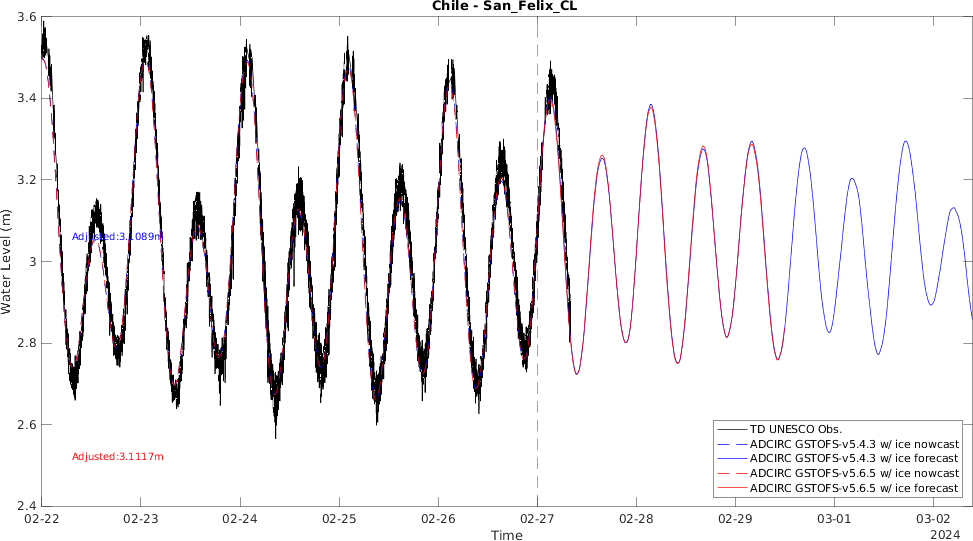 Chile - San_Felix_CL
3.6
3.4
3.2
3
2.8
2.6
2.4
Water Level (m)
Adjusted:3.1089m
Adjusted:3.1117m
TD UNESCO Obs.
ADCIRC GSTOFS-v5.4.3 w/ ice nowcast
ADCIRC GSTOFS-v5.4.3 w/ ice forecast
ADCIRC GSTOFS-v5.6.5 w/ ice nowcast
ADCIRC GSTOFS-v5.6.5 w/ ice forecast
02-22 02-23 02-24 02-25 02-26 02-27 02-28 02-29 03-01 03-02
Time
2024